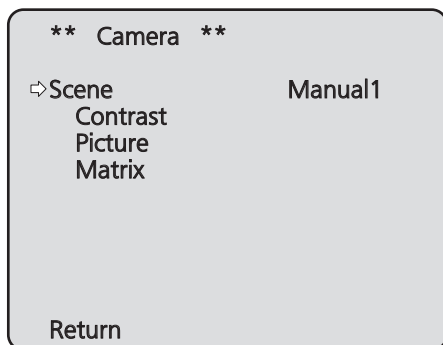 ** Camera **
⇨Scene Manual1
Contrast
Picture
Matrix
Return